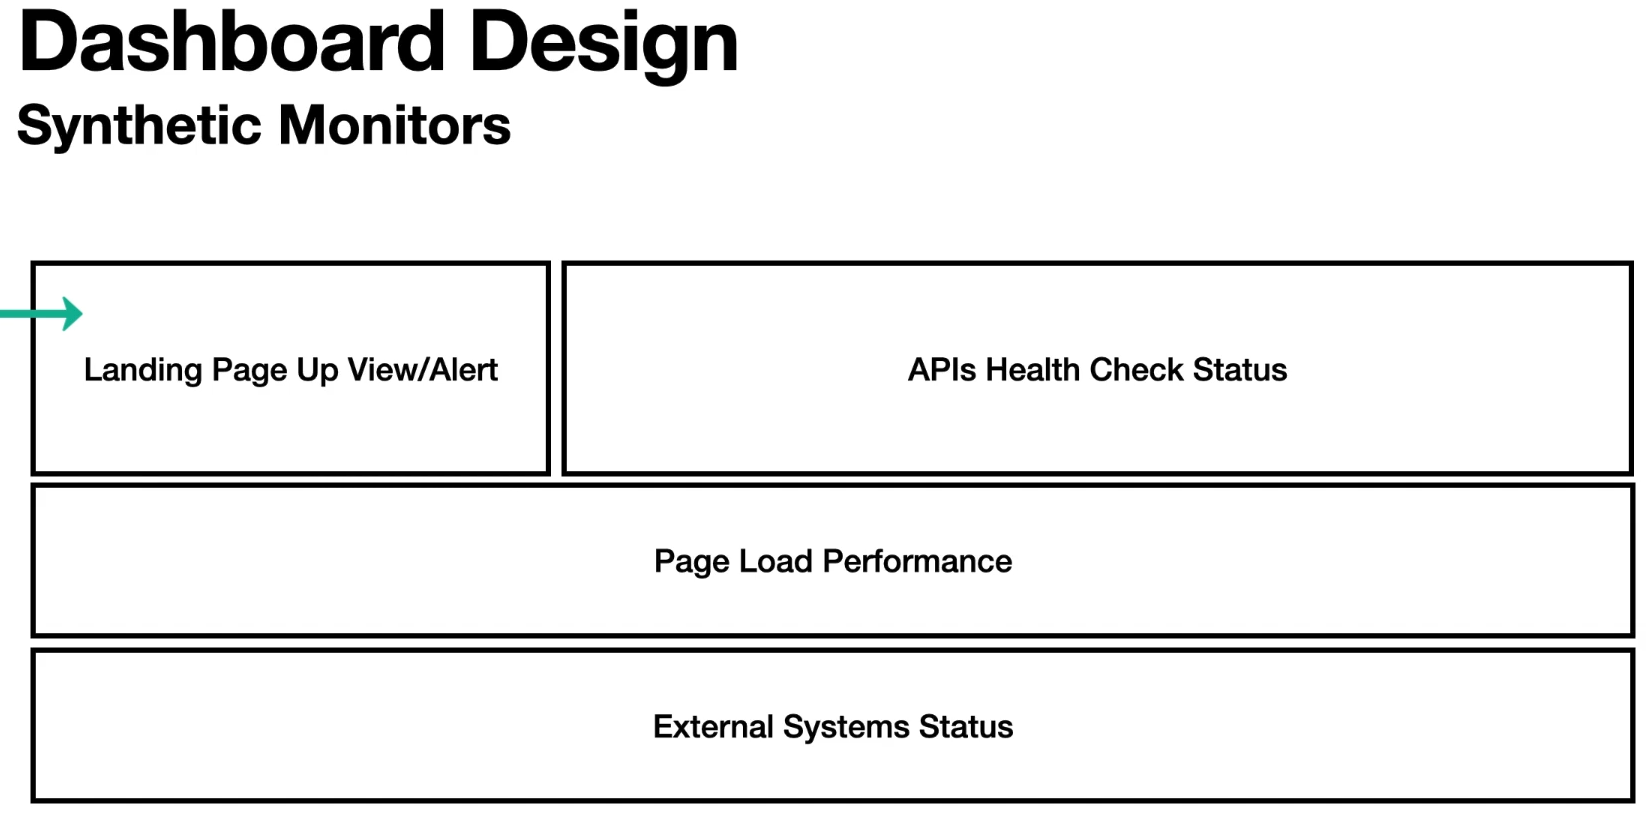 Dashboard Design
Synthetic Monitors
Landing Page Up View/Alert
APIs Health Check Status
Page Load Performance
External Systems Status